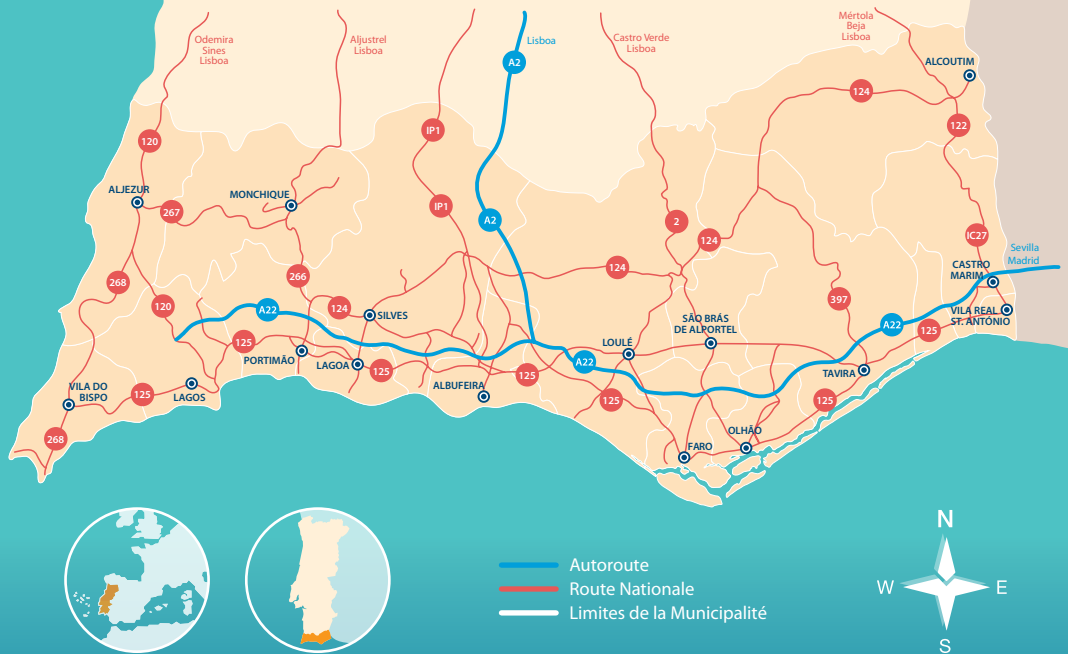 Odemira
Sines
Lisboa
Aljustrel
Lisboa
Lisboa
Castro Verde
Lisboa
Mértola
Beja
Lisboa
A2
ALCOUTIM
124
122
IP1
120
ALJEZUR
MONCHIQUE
267
IP1
A2
2
124
IC27
Sevilla
Madrid
124
CASTRO
MARIM
268
266
397
120
A22
124
SILVES
VILA REAL
ST. ANTÓNIO
A22
125
SÃO BRÁS
DE ALPORTEL
125
PORTIMÃO
LOULÉ
LAGOA
125
ALBUFEIRA
125
A22
TAVIRA
VILA DO
BISPO
125
LAGOS
125
125
268
OLHÃO
FARO
N
W
E
S
Autoroute
Route Nationale
Limites de la Municipalité